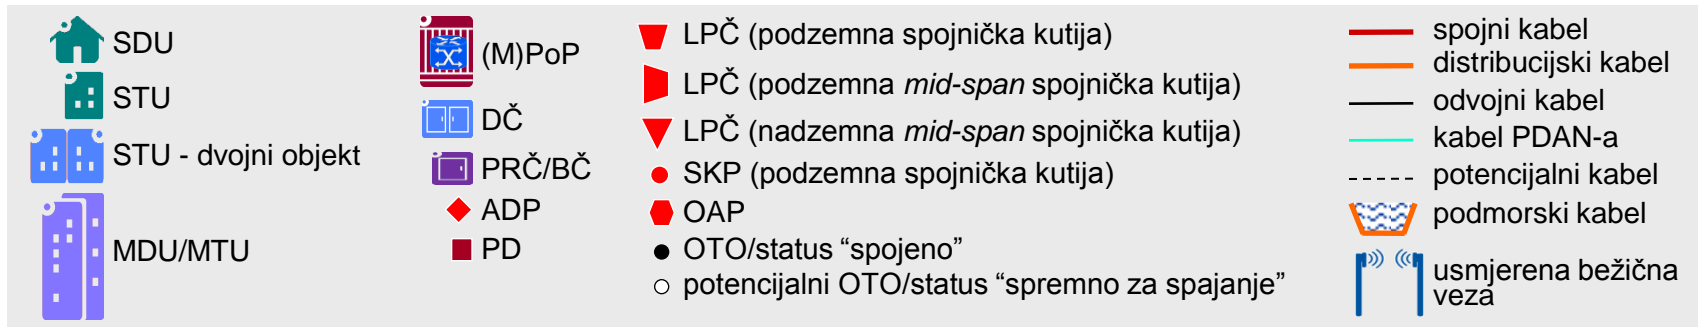 SDU
STU
STU - dvojni objekt
MDU/MTU
(M)PoP
DČ
PRČ/BČ
ADP
PD
LPČ (podzemna spojnička kutija)
LPČ (podzemna mid-span spojnička kutija)
LPČ (nadzemna mid-span spojnička kutija)
SKP (podzemna spojnička kutija)
OAP
OTO/status “spojeno”
potencijalni OTO/status “spremno za spajanje”
spojni kabel
distribucijski kabel
odvojni kabel
kabel PDAN-a
potencijalni kabel
podmorski kabel
usmjerena bežična
veza